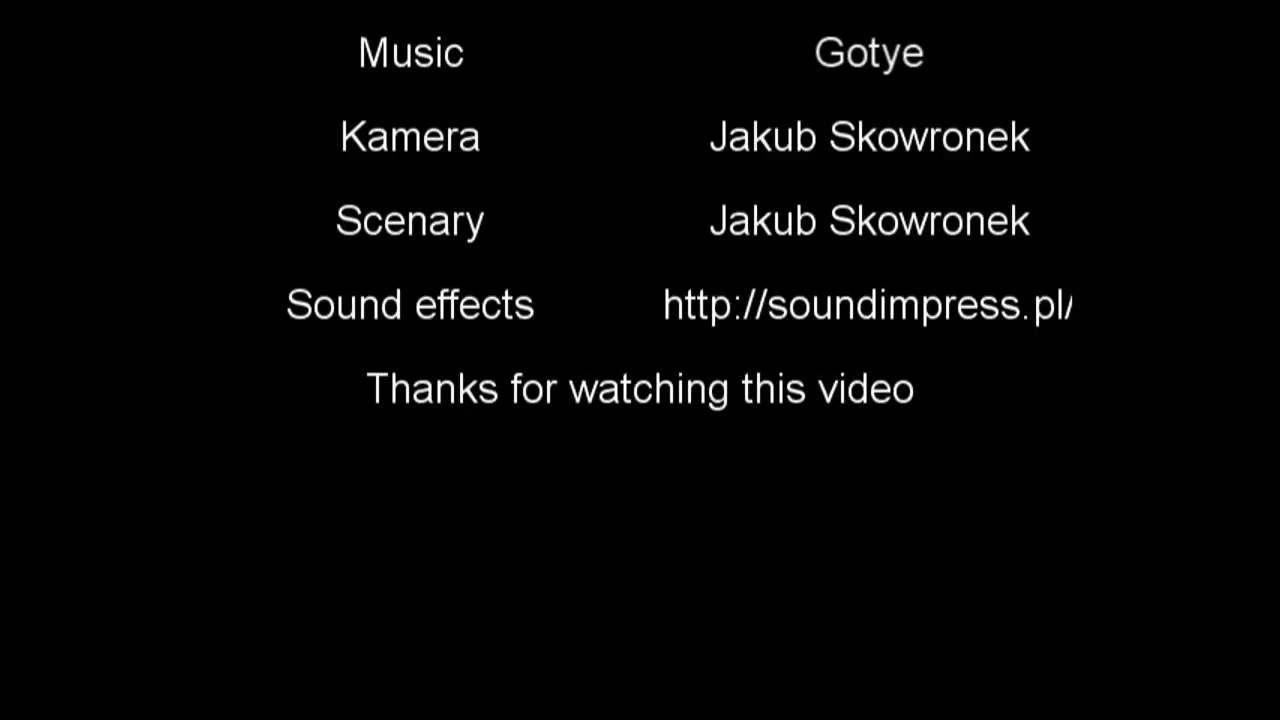 Music Gotye
Kamera Jakub Skowronek
Scenary Jakub Skowronek
Sound effects http://soundimpress.pl/
Thanks for watching this video